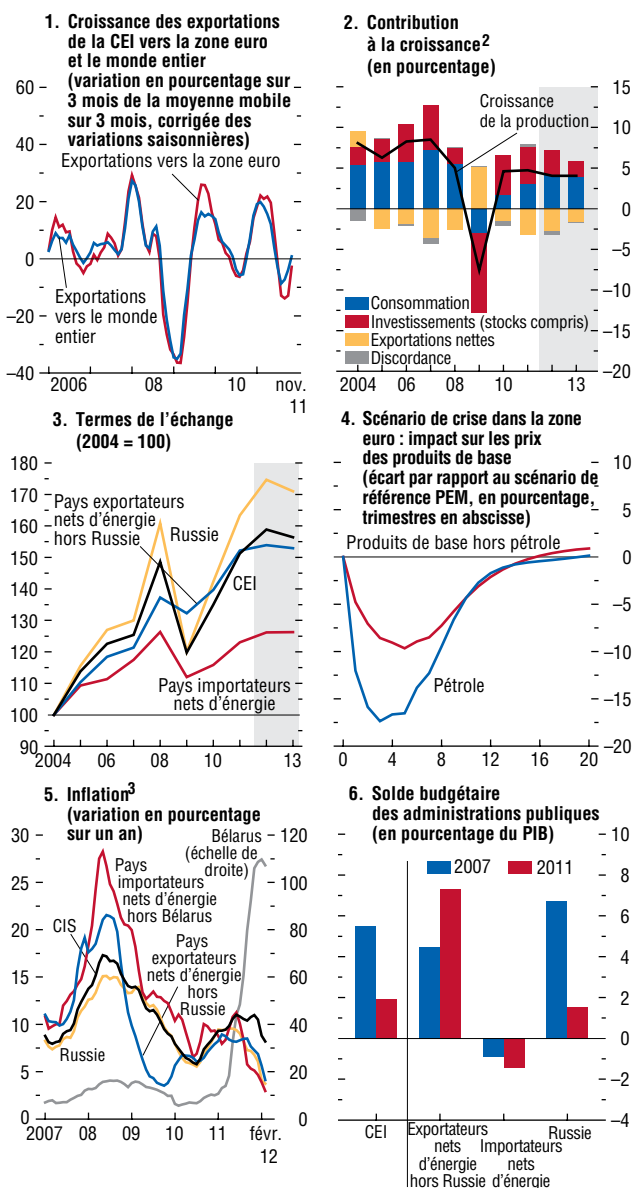 1. Croissance des exportations
de la CEI vers la zone euro
et le monde entier
(variation en pourcentage sur
3 mois de la moyenne mobile
sur 3 mois, corrigée des
variations saisonnières)
Exportations vers la zone euro
Exportations
vers le monde
entier
60
40
20
0
–20
–40
2006
08
10
nov.
11
2. Contribution
à la croissance2
(en pourcentage)
Croissance
de la production
Consommation
Investissements (stocks compris)
Exportations nettes
Discordance
15
10
5
0
–5
–10
–15
–20
2004
06
08
10
13
3. Termes de l'échange
(2004 = 100)
Pays exportateurs
nets d'énergie
hors Russie
Russie
CEI
Pays importateurs
nets d'énergie
180
170
160
150
140
130
120
110
100
90
2004
06
08
10
13
4. Scénario de crise dans la zone
euro : impact sur les prix
des produits de base
(écart par rapport au scénario de
référence PEM, en pourcentage,
trimestres en abscisse)
Produits de base hors pétrole
Pétrole
10
5
0
–5
–10
–15
–20
0
4
8
12
16
20
5. Inflation3
(variation en pourcentage
sur un an)
Bélarus
(échelle de
droite)
Pays
importateurs
nets d'énergie
hors Bélarus
CIS
Pays
exportateurs
nets d'énergie
hors
Russie
Russie
30
25
20
15
10
5
0
120
100
80
60
40
20
0
2007
08
09
10
11
févr.
12
6. Solde budgétaire
des administrations publiques
(en pourcentage du PIB)
2007
2011
10
8
6
4
2
0
–2
–4
CEI
Exportateurs
nets
d'énergie
hors Russie
Importateurs
nets
d'énergie
Russie